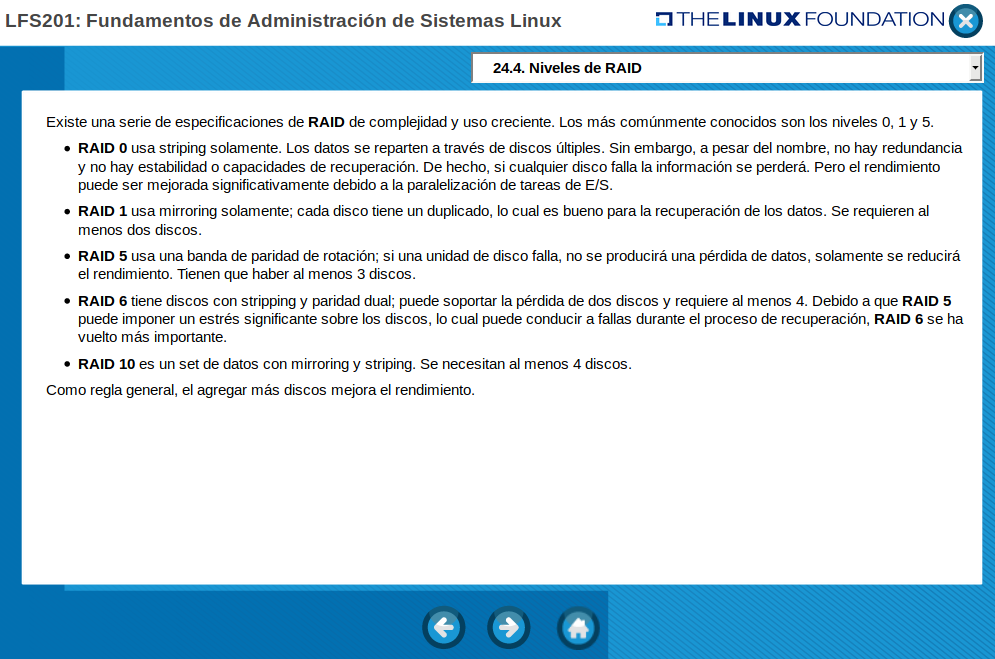 LFS201: Fundamentos de Administración de Sistemas Linux
THE LINUX FOUNDATION
24.4. Niveles de RAID
Existe una serie de especificaciones de RAID de complejidad y uso creciente. Los más comúnmente conocidos son los niveles 0, 1 y 5.
• RAID 0 usa striping solamente. Los datos se reparten a través de discos últiples. Sin embargo, a pesar del nombre, no hay redundancia
y no hay estabilidad o capacidades de recuperación. De hecho, si cualquier disco falla la información se perderá. Pero el rendimiento
puede ser mejorada significativamente debido a la paralelización de tareas de E/S.
• RAID 1 usa mirroring solamente; cada disco tiene un duplicado, lo cual es bueno para la recuperación de los datos. Se requieren al
menos dos discos.
• RAID 5 usa una banda de paridad de rotación; si una unidad de disco falla, no se producirá una pérdida de datos, solamente se reducirá
el rendimiento. Tienen que haber al menos 3 discos.
• RAID 6 tiene discos con stripping y paridad dual; puede soportar la pérdida de dos discos y requiere al menos 4. Debido a que RAID 5
puede imponer un estrés significante sobre los discos, lo cual puede conducir a fallas durante el proceso de recuperación, RAID 6 se ha
vuelto más importante.
• RAID 10 es un set de datos con mirroring y striping. Se necesitan al menos 4 discos.
Como regla general, el agregar más discos mejora el rendimiento.